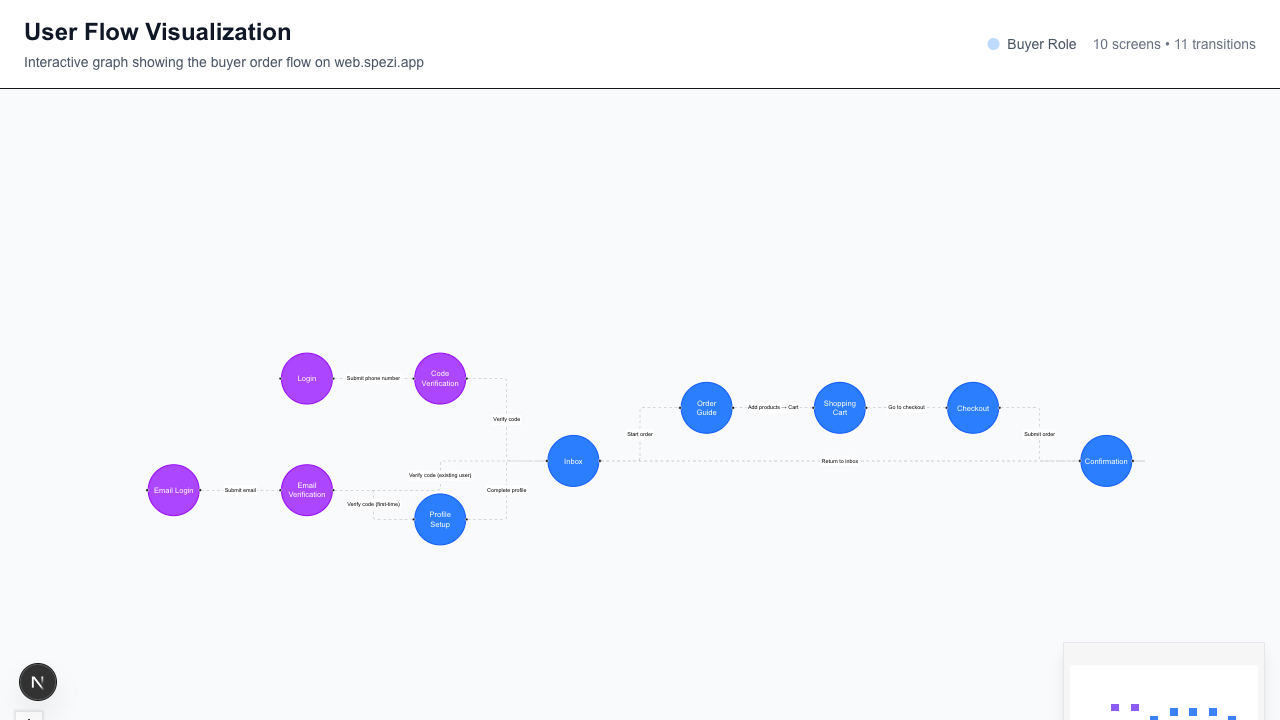 User Flow Visualization
Interactive graph showing the buyer order flow on web.spezi.app
Buyer Role
10 screens • 11 transitions
Login
Submit phone number
Code
Verification
Verify code
Email Login
Submit email
Email
Verification
Verify code (existing user)
Verify code (first-time)
Profile
Setup
Complete profile
Inbox
Start order
Order
Guide
Add products → Cart
Shopping
Cart
Go to checkout
Checkout
Submit order
Return to inbox
Confirmation
N